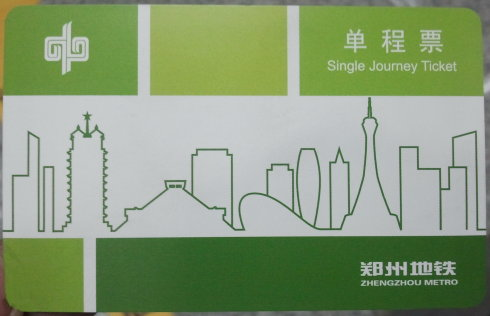 单程票
Single Journey Ticket
郑州地铁
ZHENGZHOU METRO